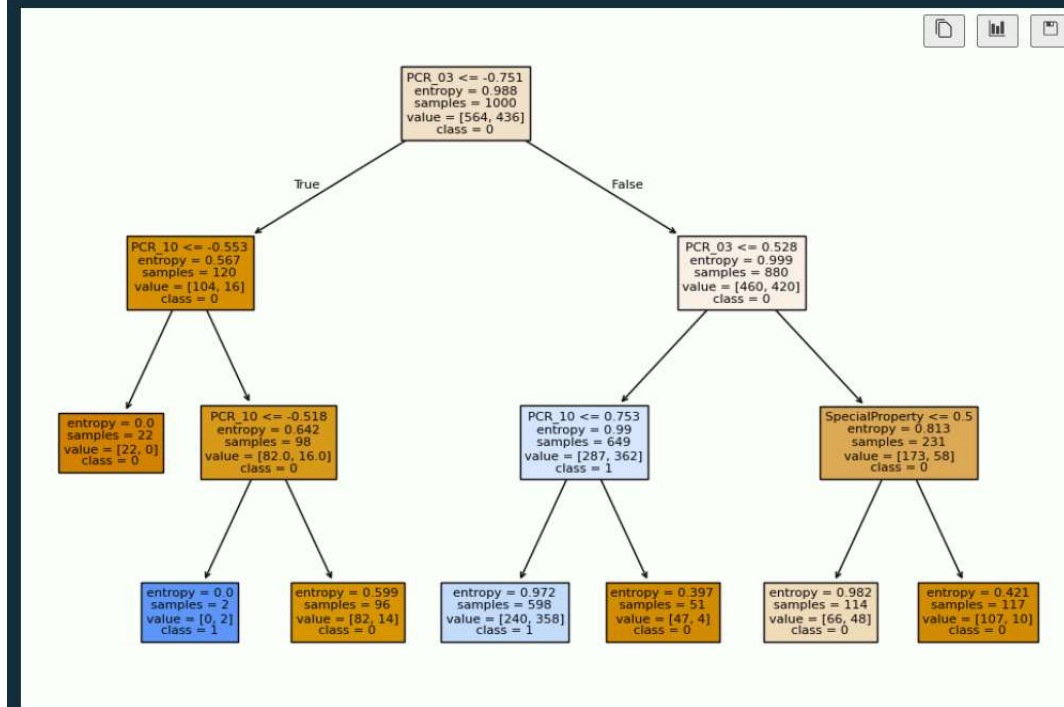 PCR_03 <= -0.751
entropy = 0.988
samples = 1000
value = [564, 436]
class = 0
True
False
PCR_10 <= -0.553
entropy = 0.567
samples = 120
value = [104, 16]
class = 0
PCR_03 <= 0.528
entropy = 0.999
samples = 880
value = [460, 420]
class = 0
entropy = 0.0
samples = 22
value = [22, 0]
class = 0
PCR_10 <= -0.518
entropy = 0.642
samples = 98
value = [82.0, 16.0]
class = 0
PCR_10 <= 0.753
entropy = 0.99
samples = 649
value = [287, 362]
class = 1
SpecialProperty <= 0.5
entropy = 0.813
samples = 231
value = [173, 58]
class = 0
entropy = 0.0
samples = 2
value = [0, 2]
class = 1
entropy = 0.599
samples = 96
value = [82, 14]
class = 0
entropy = 0.972
samples = 598
value = [240, 358]
class = 1
entropy = 0.397
samples = 51
value = [47, 4]
class = 0
entropy = 0.982
samples = 114
value = [66, 48]
class = 0
entropy = 0.421
samples = 117
value = [107, 10]
class = 0